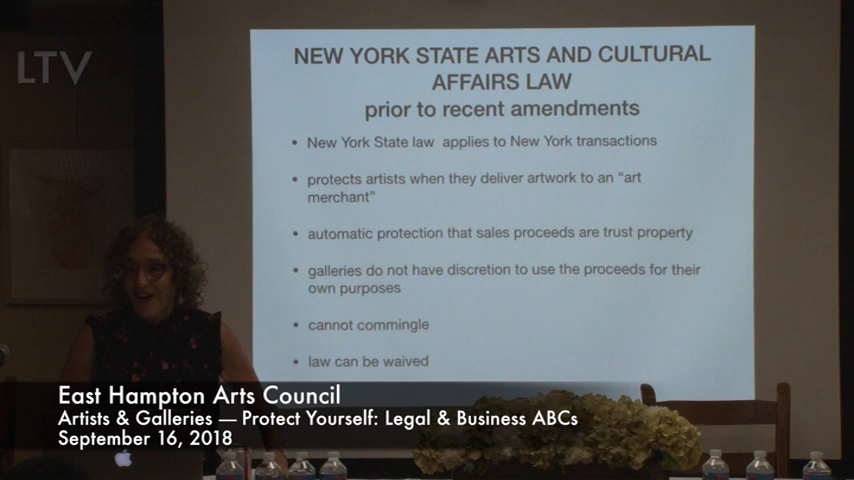 LTV
NEW YORK STATE ARTS AND CULTURAL
AFFAIRS LAW
prior to recent amendments
• New York State law applies to New York transactions
• protects artists when they deliver artwork to an “art
merchant”
• automatic protection that sales proceeds are trust property
• galleries do not have discretion to use the proceeds for their
own purposes
• cannot commingle
• law can be waived
East Hampton Arts Council
Artists & Galleries — Protect Yourself: Legal & Business ABCs
September 16, 2018